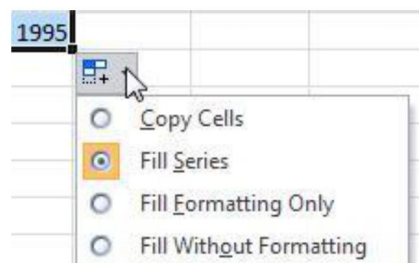 1995
Copy Cells
Fill Series
Fill Formatting Only
Fill Without Formatting